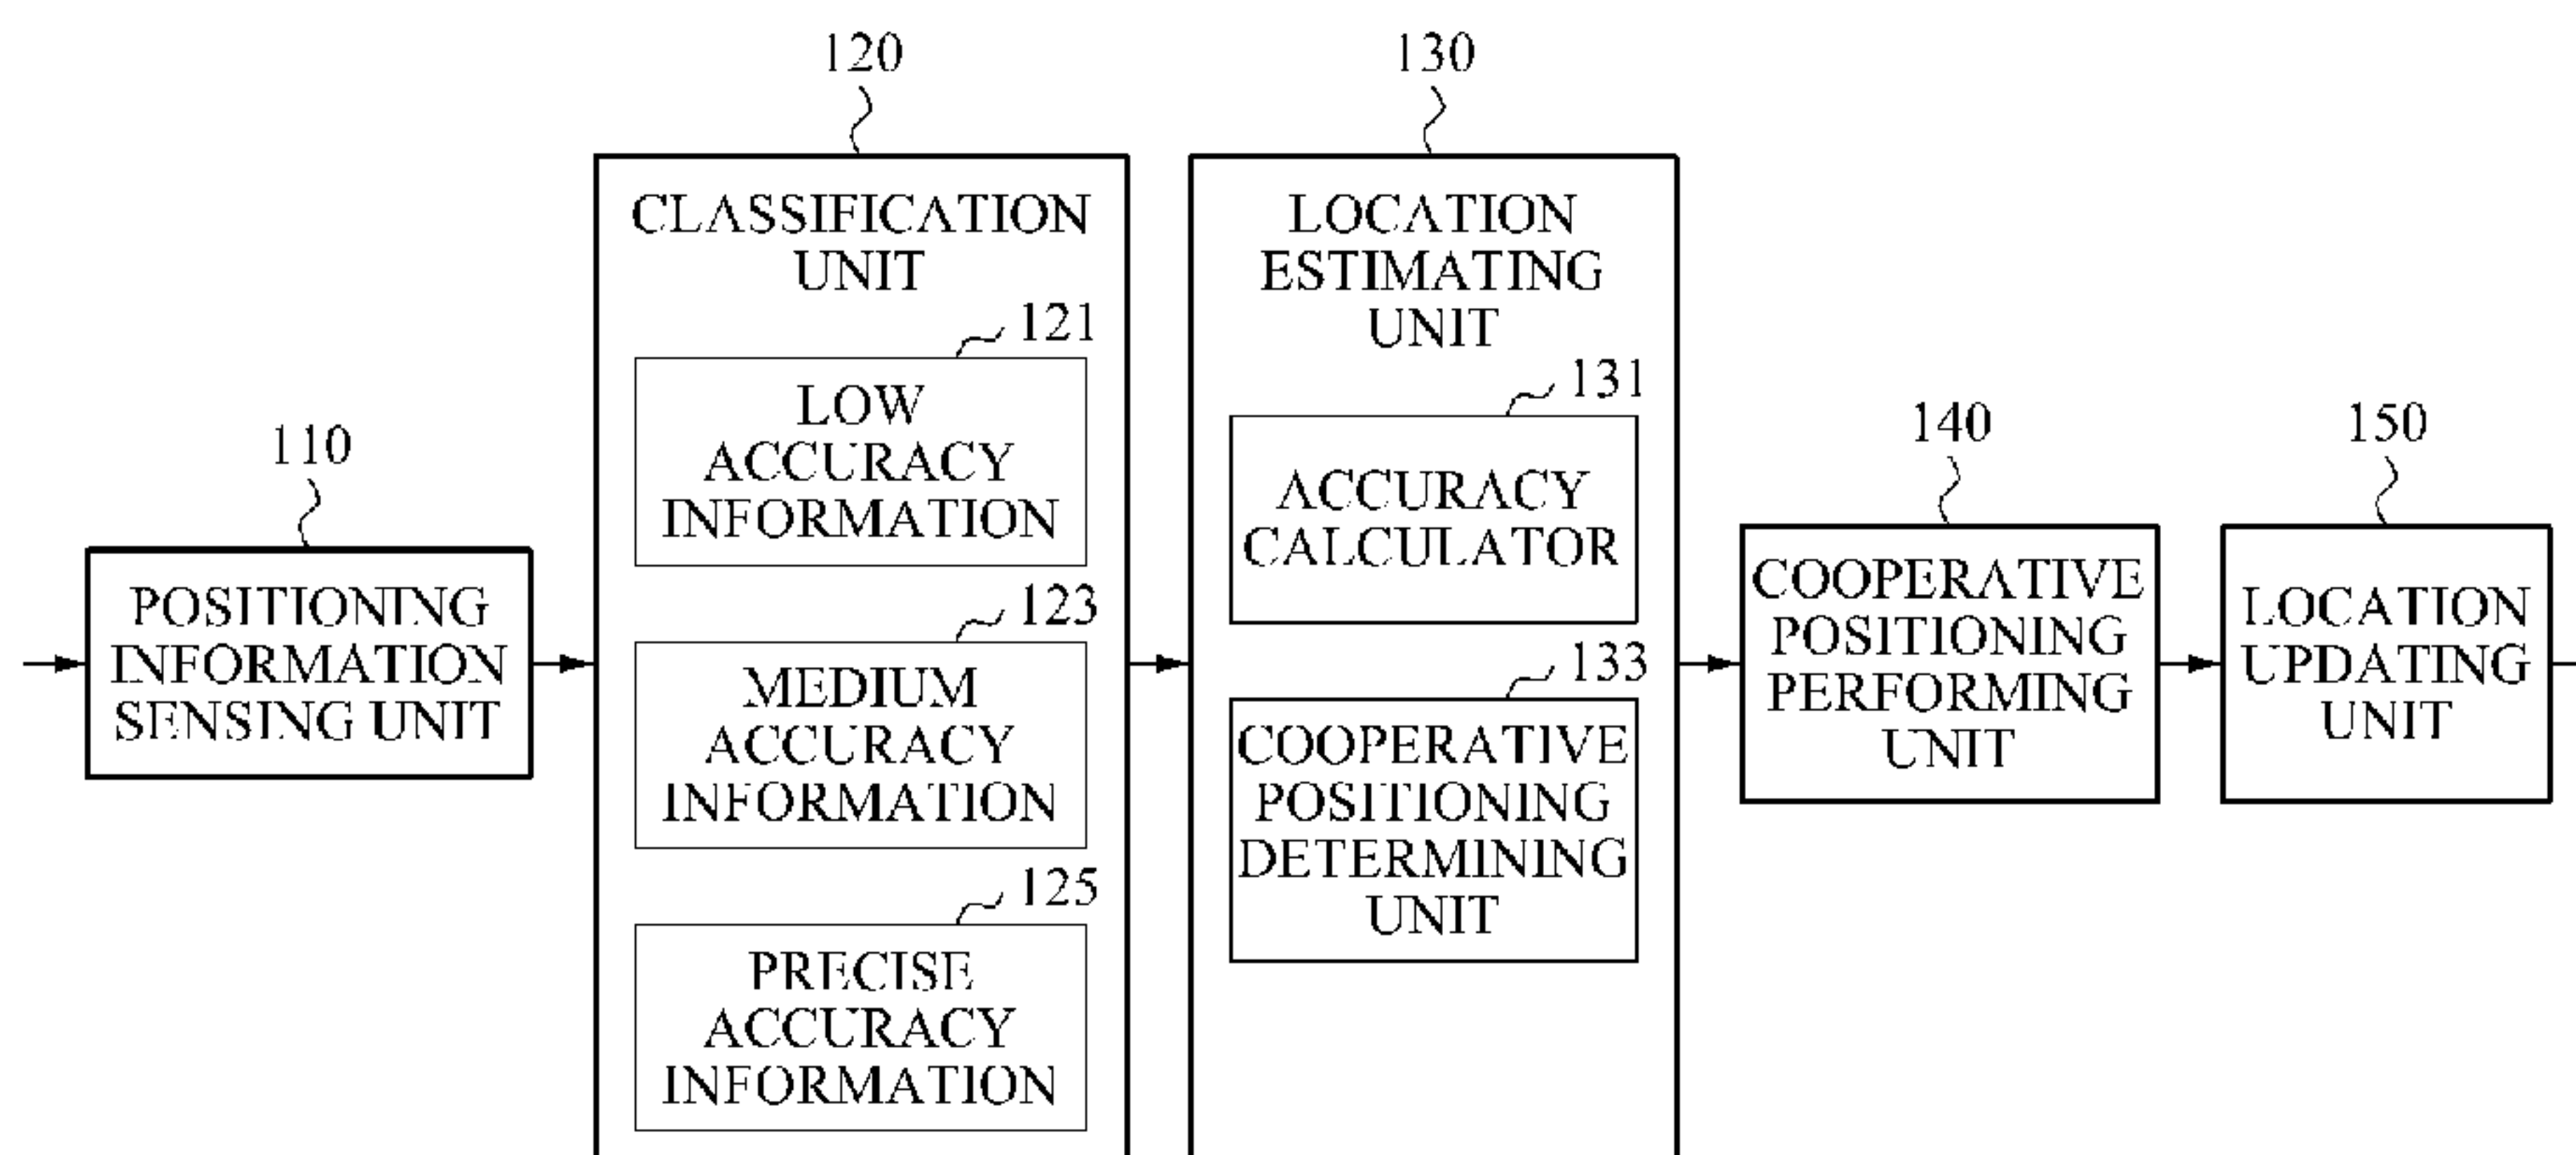 110
POSITIONING
INFORMATION
SENSING UNIT
120
CLASSIFICATION
UNIT
121
LOW
ACCURACY
INFORMATION
123
MEDIUM
ACCURACY
INFORMATION
125
PRECISE
ACCURACY
INFORMATION
130
LOCATION
ESTIMATING
UNIT
131
ACCURACY
CALCULATOR
133
COOPERATIVE
POSITIONING
DETERMINING
UNIT
140
COOPERATIVE
POSITIONING
PERFORMING
UNIT
150
LOCATION
UPDATING
UNIT